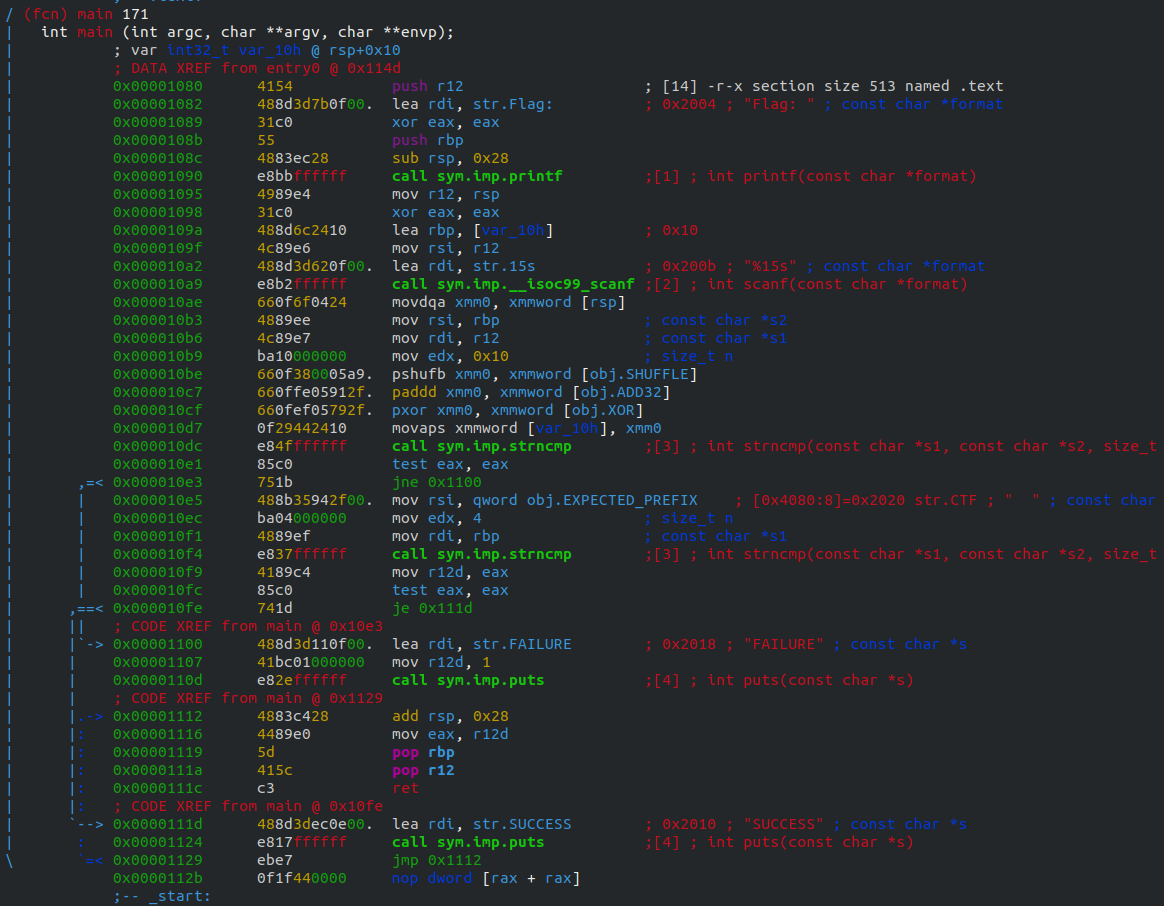 / (fcn) main 171
|   int main (int argc, char **argv, char **envp);
|           ; var int32_t var_10h @ rsp+0x10
|           ; DATA XREF from entry0 @ 0x114d
|           0x00001080      4154           push r12                    ; [14] -r-x section size 513 named .text
|           0x00001082      488d3d7b0f00.  lea rdi, str.Flag:          ; 0x2004 ; "Flag: " ; const char *format
|           0x00001089      31c0           xor eax, eax
|           0x0000108b      55             push rbp
|           0x0000108c      4883ec28       sub rsp, 0x28
|           0x00001090      e8bbffffff     call sym.imp.printf         ;[1] ; int printf(const char *format)
|           0x00001095      4989e4         mov r12, rsp
|           0x00001098      31c0           xor eax, eax
|           0x0000109a      488d6c2410     lea rbp, [var_10h]          ; 0x10
|           0x0000109f      4c89e6         mov rsi, r12
|           0x000010a2      488d3d620f00.  lea rdi, str.15s            ; 0x200b ; "%15s" ; const char *format
|           0x000010a9      e8b2ffffff     call sym.imp.__isoc99_scanf ;[2] ; int scanf(const char *format)
|           0x000010ae      660f6f0424     movdqa xmm0, xmmword [rsp]
|           0x000010b3      4889ee         mov rsi, rbp                ; const char *s2
|           0x000010b6      4c89e7         mov rdi, r12                ; const char *s1
|           0x000010b9      ba10000000     mov edx, 0x10               ; size_t n
|           0x000010be      660f380005a9.  pshufb xmm0, xmmword [obj.SHUFFLE]
|           0x000010c7      660ffe05912f.  paddd xmm0, xmmword [obj.ADD32]
|           0x000010cf      660fef05792f.  pxor xmm0, xmmword [obj.XOR]
|           0x000010d7      0f29442410     movaps xmmword [var_10h], xmm0
|           0x000010dc      e84fffffff     call sym.imp.strncmp        ;[3] ; int strncmp(const char *s1, const char *s2, size_t
|           0x000010e1      85c0           test eax, eax
|       ,=< 0x000010e3      751b           jne 0x1100
|       |   0x000010e5      488b35942f00.  mov rsi, qword obj.EXPECTED_PREFIX    ; [0x4080:8]=0x2020 str.CTF ; "  " ; const char
|       |   0x000010ec      ba04000000     mov edx, 4                  ; size_t n
|       |   0x000010f1      4889ef         mov rdi, rbp                ; const char *s1
|       |   0x000010f4      e837ffffff     call sym.imp.strncmp        ;[3] ; int strncmp(const char *s1, const char *s2, size_t
|       |   0x000010f9      4189c4         mov r12d, eax
|       |   0x000010fc      85c0           test eax, eax
|      ,==< 0x000010fe      741d           je 0x111d
|      ||   ; CODE XREF from main @ 0x10e3
|      |`-> 0x00001100      488d3d110f00.  lea rdi, str.FAILURE        ; 0x2018 ; "FAILURE" ; const char *s
|      |    0x00001107      41bc01000000   mov r12d, 1
|      |    0x0000110d      e82effffff     call sym.imp.puts           ;[4] ; int puts(const char *s)
|      |    ; CODE XREF from main @ 0x1129
|      |.-> 0x00001112      4883c428       add rsp, 0x28
|      |:   0x00001116      4489e0         mov eax, r12d
|      |:   0x00001119      5d             pop rbp
|      |:   0x0000111a      415c           pop r12
|      |:   0x0000111c      c3             ret
|      |:   ; CODE XREF from main @ 0x10fe
|      `--> 0x0000111d      488d3dec0e00.  lea rdi, str.SUCCESS        ; 0x2010 ; "SUCCESS" ; const char *s
|       :   0x00001124      e817ffffff     call sym.imp.puts           ;[4] ; int puts(const char *s)
\       `=< 0x00001129      ebe7           jmp 0x1112
            0x0000112b      0f1f440000     nop dword [rax + rax]
            ;-- _start: